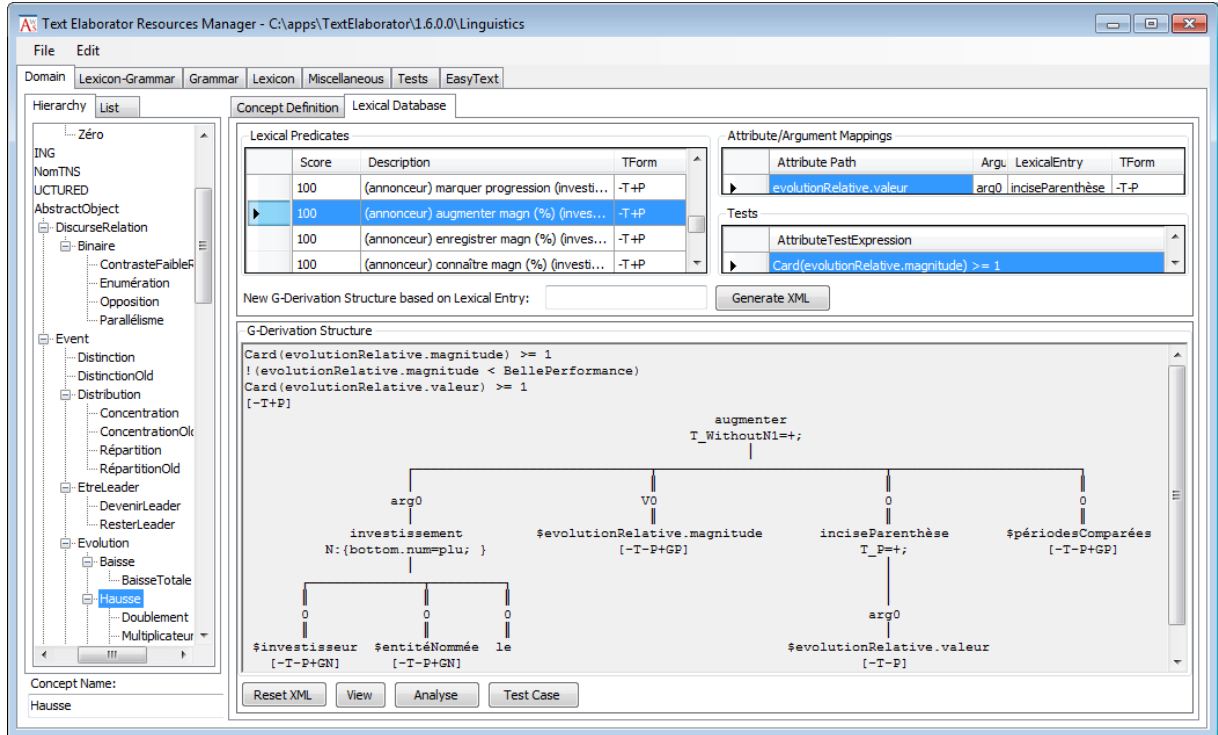 Text Elaborator Resources Manager - C:\apps\TextElaborator\1.6.0.0\Linguistics
File Edit
Domain Lexicon-Grammar Grammar Lexicon Miscellaneous Tests EasyText
Hierarchy List
Zéro
ING
NomTNS
UCTURED
AbstractObject
DiscurseRelation
Binaire
ContrasteFaibleR
Enumération
Opposition
Parallélisme
Event
Distinction
DistinctionOld
Distribution
Concentration
ConcentrationOld
Répartition
RépartitionOld
EtreLeader
DevenirLeader
ResterLeader
Evolution
Baisse
BaisseTotale
Hausse
Doublement
Multiplicateur
Concept Name:
Hausse
Concept Definition Lexical Database
Lexical Predicates
Score Description TForm
100 (annonceur) marquer progression (investi... -T+P
100 (annonceur) augmenter magn (%) (inves... -T+P
100 (annonceur) enregistrer magn (%) (inves... -T+P
100 (annonceur) connaître magn (%) (investi... -T+P
Attribute/Argument Mappings
Attribute Path Argu LexicalEntry TForm
evolutionRelative.valeur arg0 inciseParenthèse -T-P
Tests
AttributeTestExpression
Card(evolutionRelative.magnitude) >= 1
New G-Derivation Structure based on Lexical Entry: Generate XML
G-Derivation Structure
Card(evolutionRelative.magnitude) >= 1
!(evolutionRelative.magnitude < BellePerformance)
Card(evolutionRelative.valeur) >= 1
[-T+P]
augmenter
T_WithoutN1=+;
arg0 V0 0 0
investissement $evolutionRelative.magnitude inciseParenthèse $périodesComparées
N:{bottom.num=plu; } [-T-P+GP] T_P=+; [-T-P+GP]
0 0 0 arg0
$investisseur $entitéNommée le $evolutionRelative.valeur
[-T-P+GN] [-T-P+GN] [-T-P]
Reset XML View Analyse Test Case